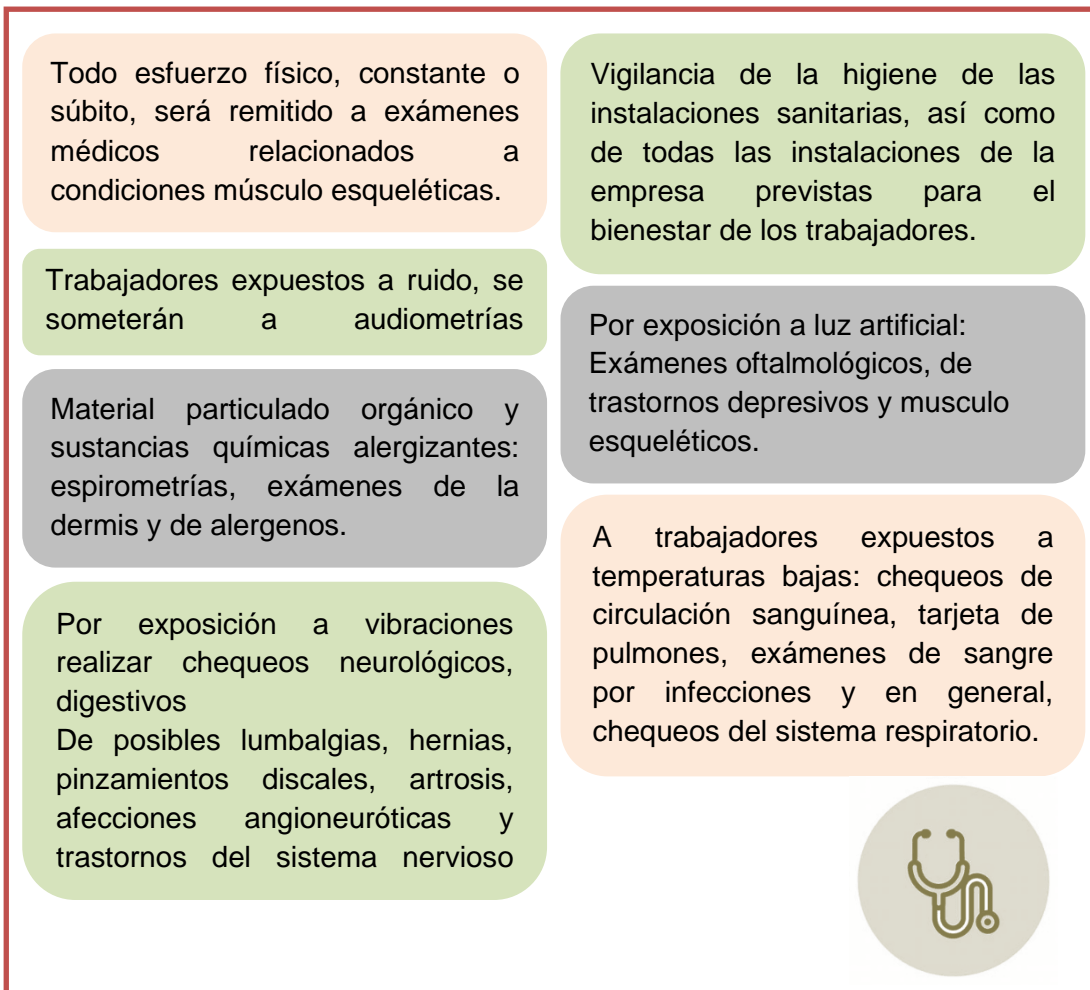 Todo esfuerzo físico, constante o
súbito, será remitido a exámenes
médicos relacionados a
condiciones músculo esqueléticas.
Trabajadores expuestos a ruido, se
someterán a audiometrías
Material particulado orgánico y
sustancias químicas alergizantes:
espirometrías, exámenes de la
dermis y de alergenos.
Por exposición a vibraciones
realizar chequeos neurológicos,
digestivos
De posibles lumbalgias, hernias,
pinzamientos discales, artrosis,
afecciones angioneuróticas y
trastornos del sistema nervioso
Vigilancia de la higiene de las
instalaciones sanitarias, así como
de todas las instalaciones de la
empresa previstas para el
bienestar de los trabajadores.
Por exposición a luz artificial:
Exámenes oftalmológicos, de
trastornos depresivos y musculo
esqueléticos.
A trabajadores expuestos a
temperaturas bajas: chequeos de
circulación sanguínea, tarjeta de
pulmones, exámenes de sangre
por infecciones y en general,
chequeos del sistema respiratorio.